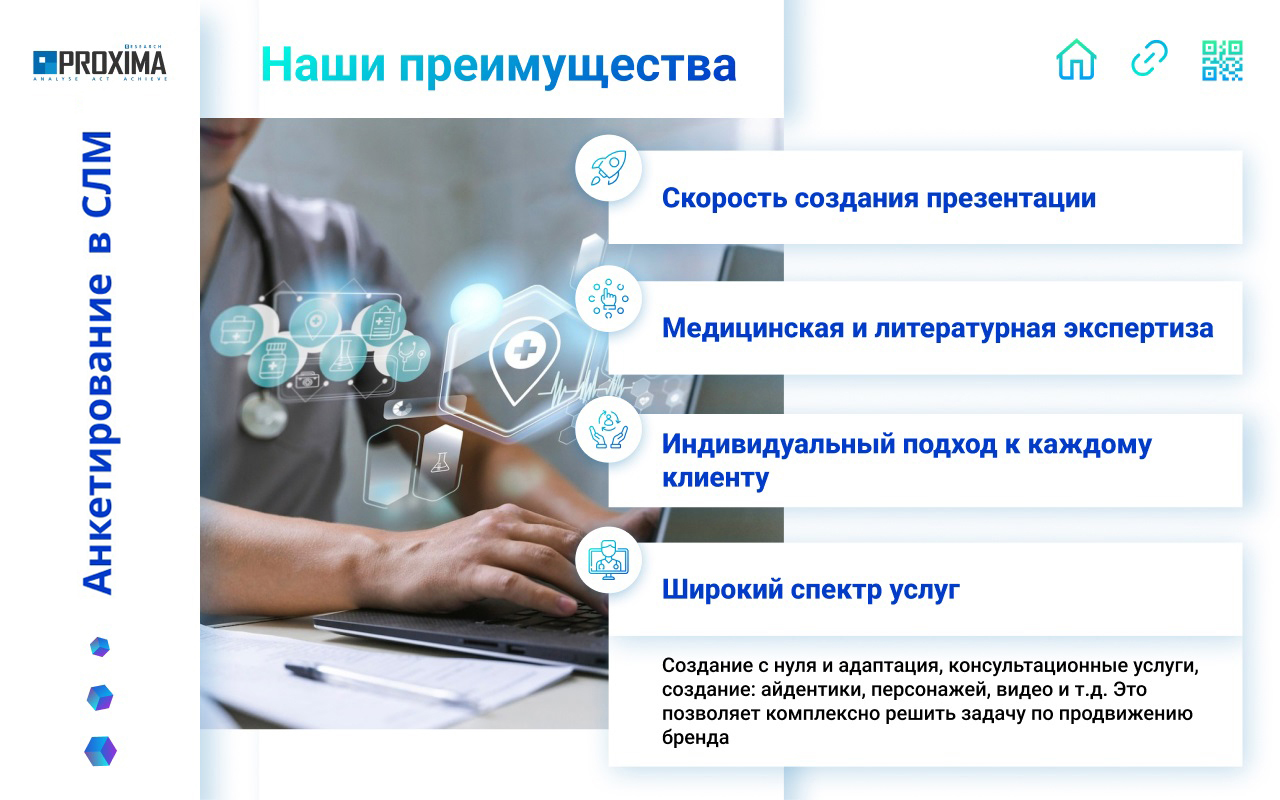 RESEARCH
PROXIMA
ANALYSE ACT ACHIEVE
Анкетирование в СЛМ
Наши преимущества
Скорость создания презентации
Медицинская и литературная экспертиза
Индивидуальный подход к каждому
клиенту
Широкий спектр услуг
Создание с нуля и адаптация, консультационные услуги,
создание: айдентики, персонажей, видео и т.д. Это
позволяет комплексно решить задачу по продвижению
бренда